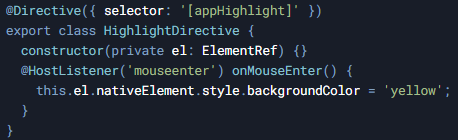 @Directive({ selector: '[appHighlight]' })
export class HighlightDirective {
  constructor(private el: ElementRef) {}
  @HostListener('mouseenter') onMouseEnter() {
    this.el.nativeElement.style.backgroundColor = 'yellow';
  }
}